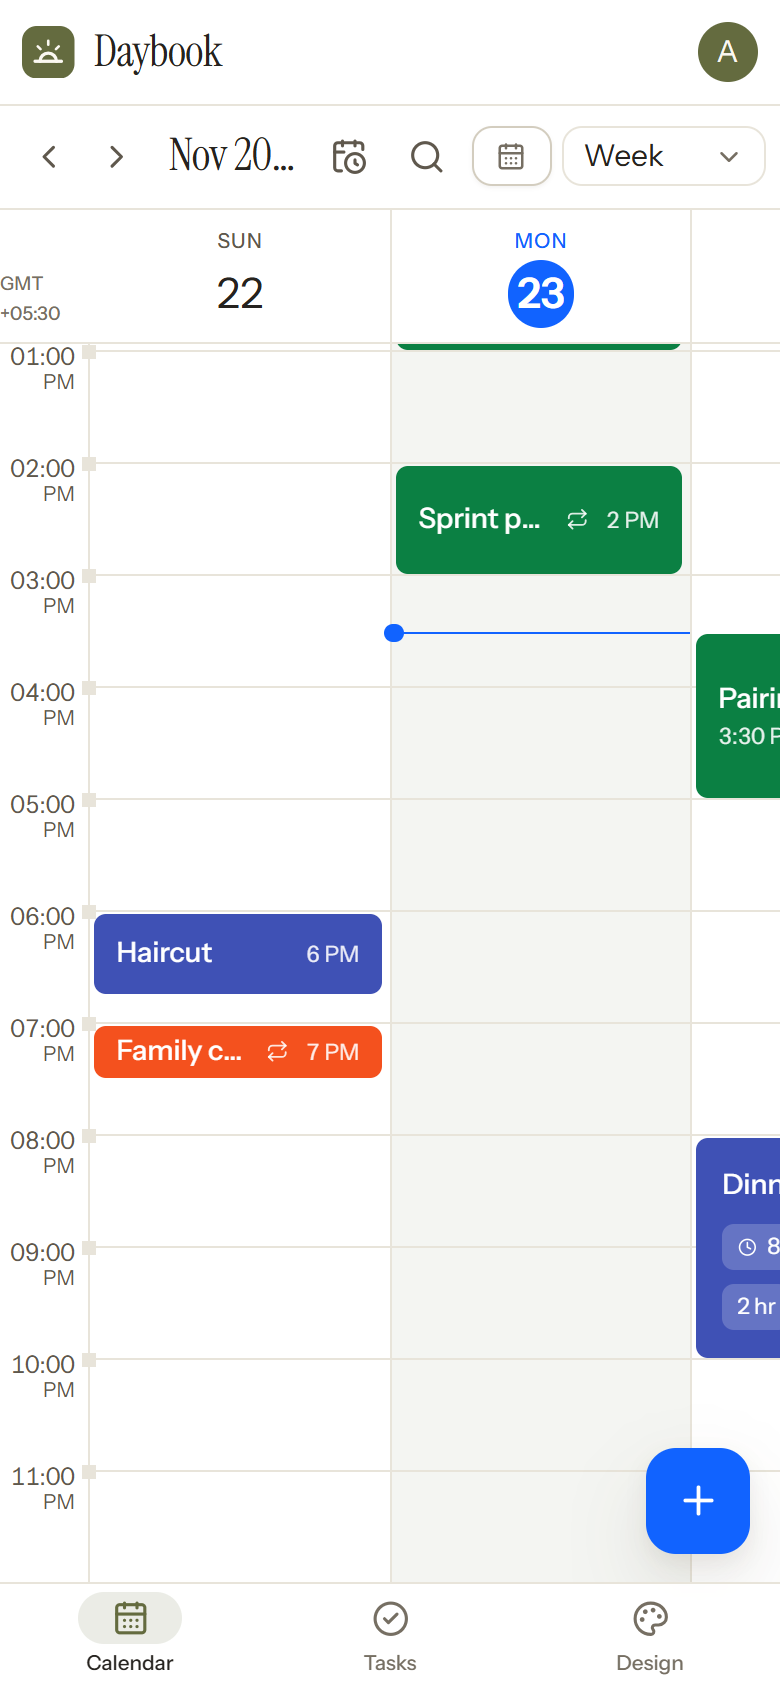 Daybook
A
Nov 20...
Week
SUN
MON
GMT
+05:30
22
23
01:00
PM
02:00
PM
Sprint p...
2 PM
03:00
PM
04:00
PM
Pairi
3:30 P
05:00
PM
06:00
PM
Haircut
6 PM
07:00
PM
Family c...
7 PM
08:00
PM
Dinn
8
09:00
PM
2 hr
10:00
PM
11:00
PM
Calendar
Tasks
Design